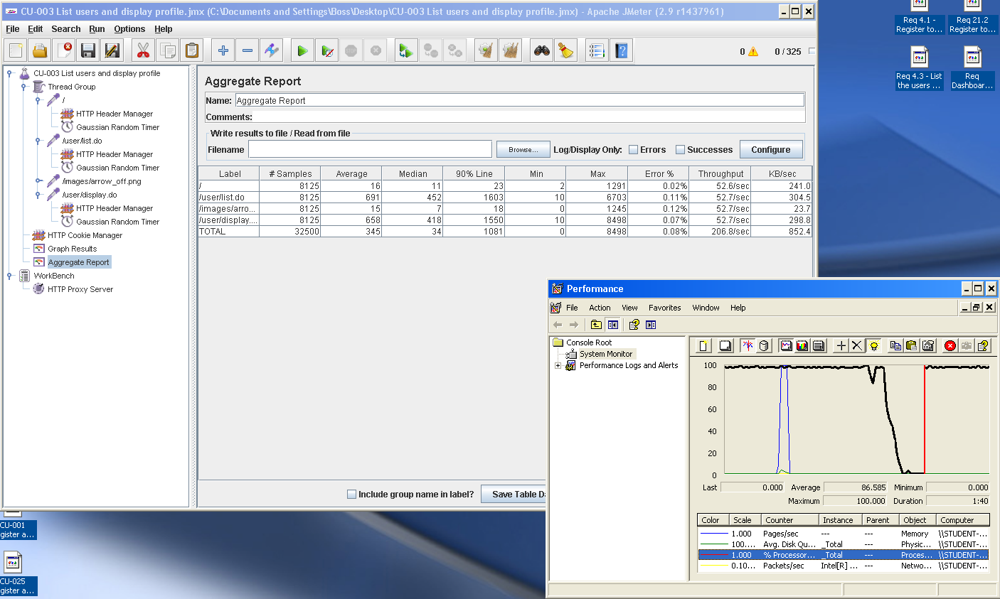 CU-003 List users and display profile.jmx (C:\Documents and Settings\Boss\Desktop\CU-003 List users and display profile.jmx) - Apache JMeter (2.9 r1437961)
File Edit Search Run Options Help
0 0 / 325
CU-003 List users and display profile
Thread Group
/
HTTP Header Manager
Gaussian Random Timer
/user/list.do
HTTP Header Manager
Gaussian Random Timer
/images/arrow_off.png
/user/display.do
HTTP Header Manager
Gaussian Random Timer
HTTP Cookie Manager
Graph Results
Aggregate Report
WorkBench
HTTP Proxy Server
Aggregate Report
Name: Aggregate Report
Comments:
Write results to file / Read from file
Filename Browse... Log/Display Only: Errors Successes Configure
Label # Samples Average Median 90% Line Min Max Error % Throughput KB/sec
/ 8125 16 11 23 2 1291 0.02% 52.6/sec 241.0
/user/list.do 8125 691 452 1603 10 6703 0.11% 52.7/sec 304.5
/images/arro... 8125 15 7 18 0 1245 0.12% 52.7/sec 23.7
/user/display.... 8125 658 418 1550 10 8498 0.07% 52.7/sec 298.8
TOTAL 32500 345 34 1081 0 8498 0.08% 206.8/sec 852.4
Include group name in label? Save Table Da
Req 4.1 -
Register to...
Req 21.2
Register to...
Req 4.3 - List
the users ...
Req
Dashboar...
CU-001
gister a...
CU-025
gister a...
Performance
File Action View Favorites Window Help
Console Root
System Monitor
Performance Logs and Alerts
100
80
60
40
20
0
Last 0.000 Average 86.585 Minimum 0.000
Maximum 100.000 Duration 1:40
Color Scale Counter Instance Parent Object Computer
1.000 Pages/sec --- --- Memory \\STUDENT-...
100.... Avg. Disk Qu... _Total --- Physic... \\STUDENT-...
1.000 % Processor... _Total --- Proces... \\STUDENT-...
0.10... Packets/sec Intel[R] ... --- Netwo... \\STUDENT-...